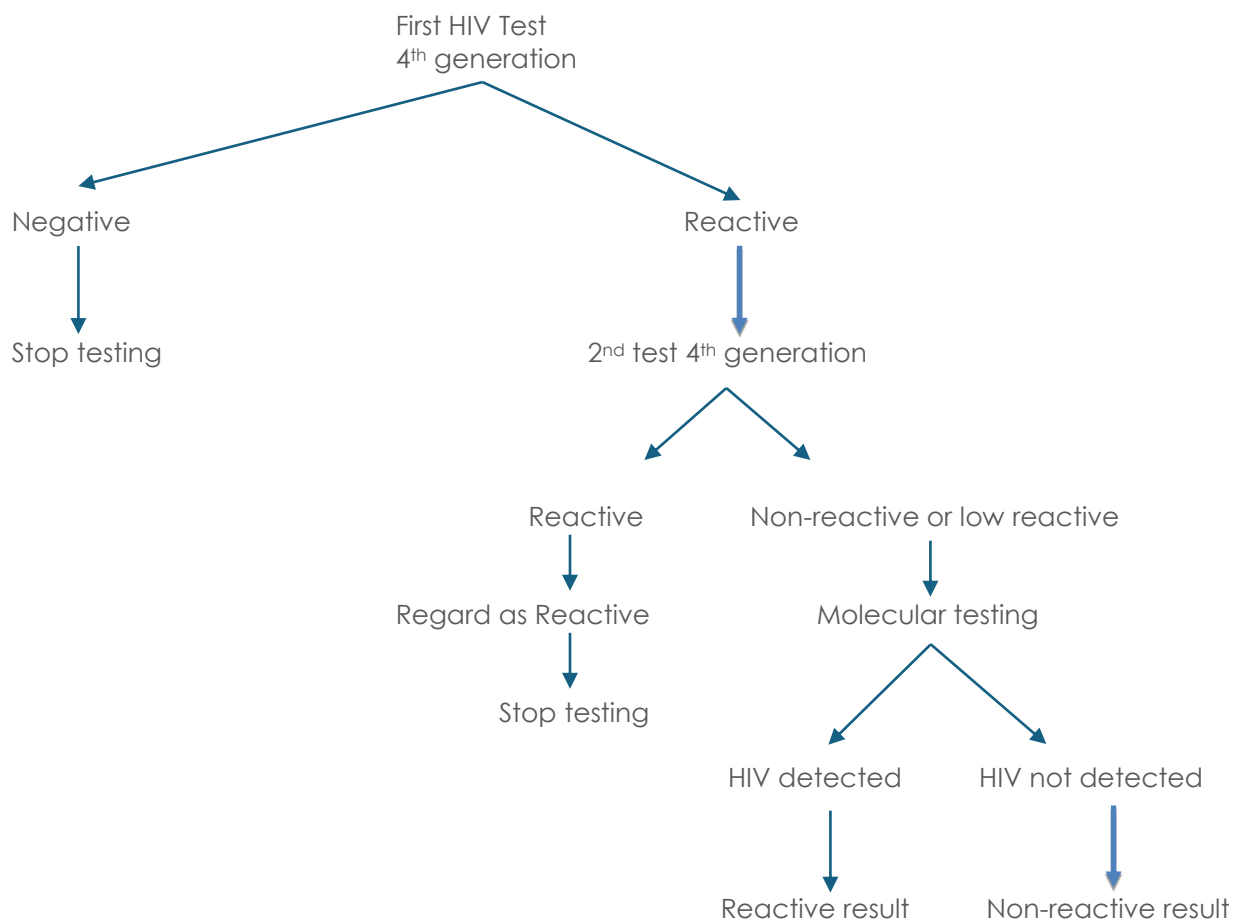 First HIV Test
4th generation
Negative
Reactive
Stop testing
2nd test 4th generation
Reactive
Non-reactive or low reactive
Regard as Reactive
Molecular testing
Stop testing
HIV detected
HIV not detected
Reactive result
Non-reactive result